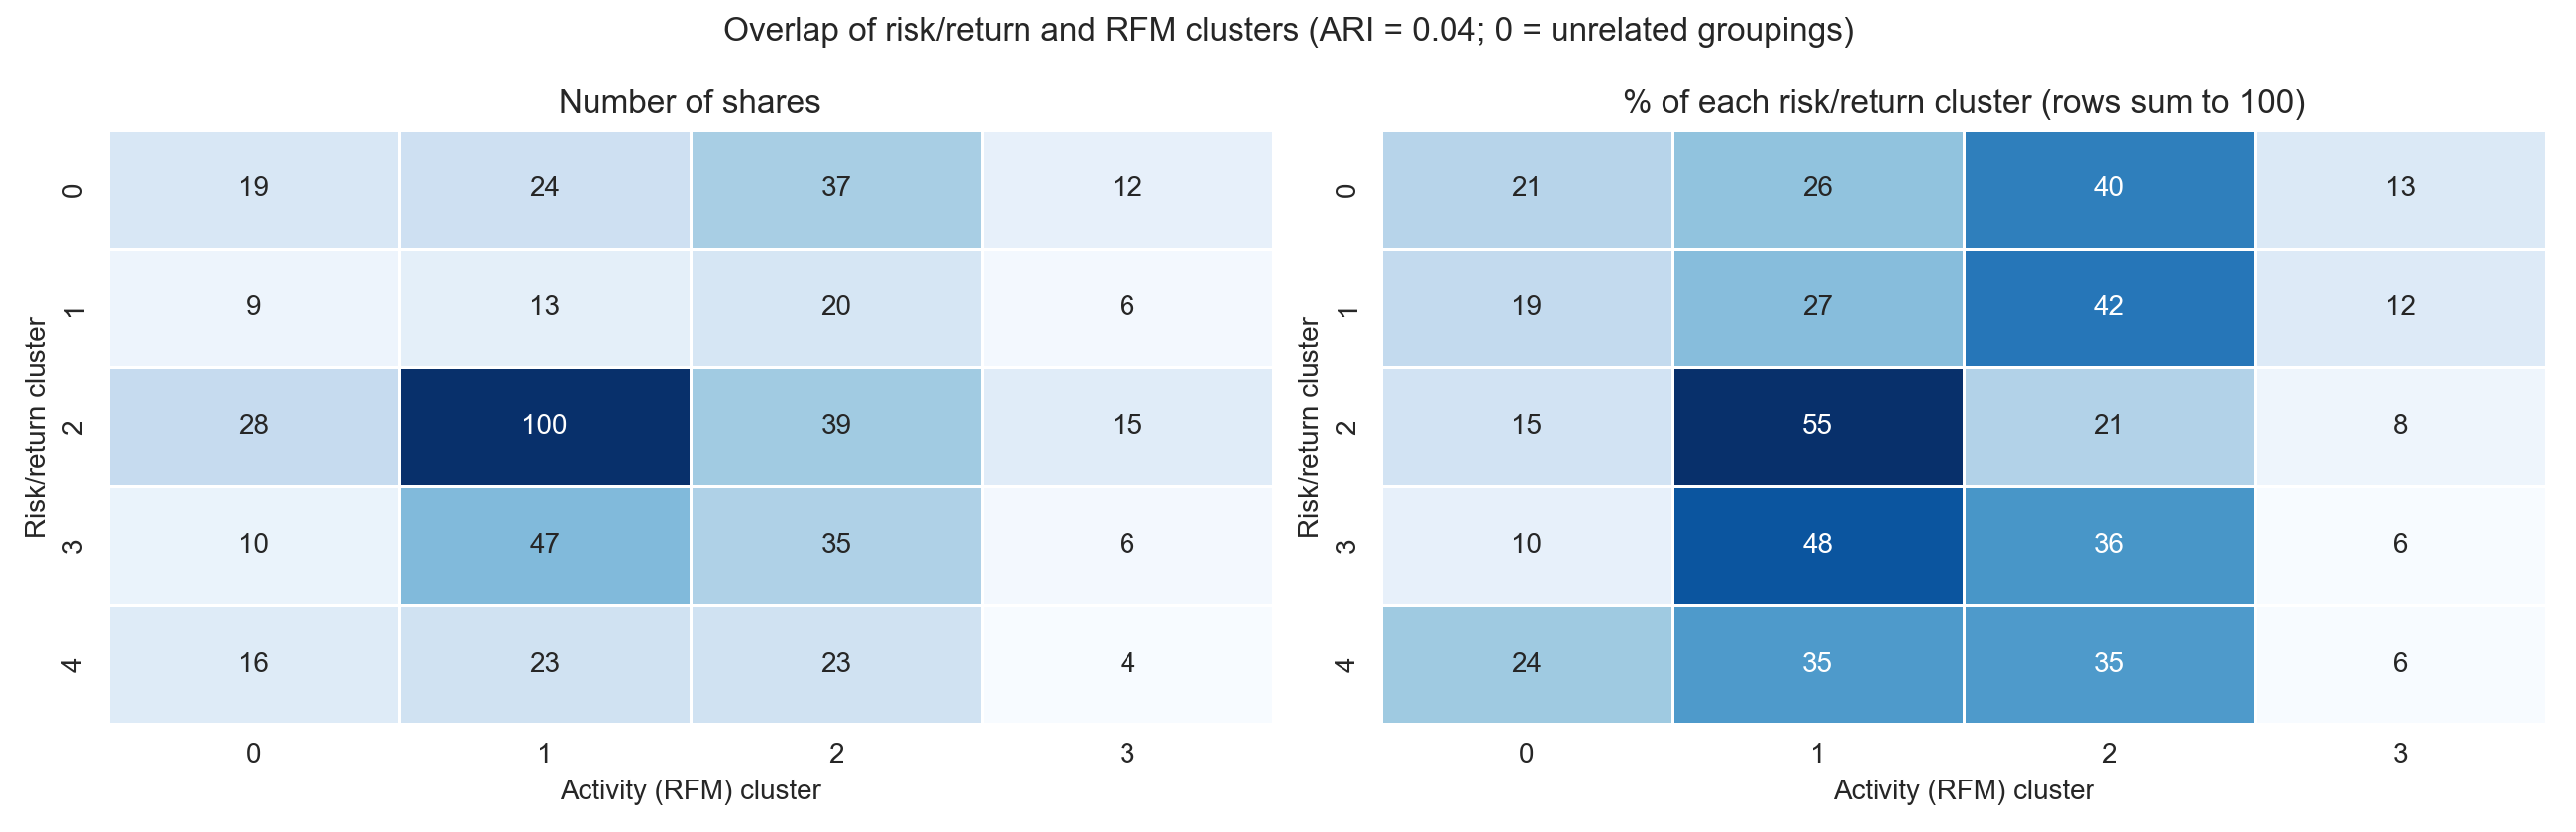 Overlap of risk/return and RFM clusters (ARI = 0.04; 0 = unrelated groupings)
Number of shares
Risk/return cluster
0 19 24 37 12
1 9 13 20 6
2 28 100 39 15
3 10 47 35 6
4 16 23 23 4
0 1 2 3
Activity (RFM) cluster
% of each risk/return cluster (rows sum to 100)
Risk/return cluster
0 21 26 40 13
1 19 27 42 12
2 15 55 21 8
3 10 48 36 6
4 24 35 35 6
0 1 2 3
Activity (RFM) cluster